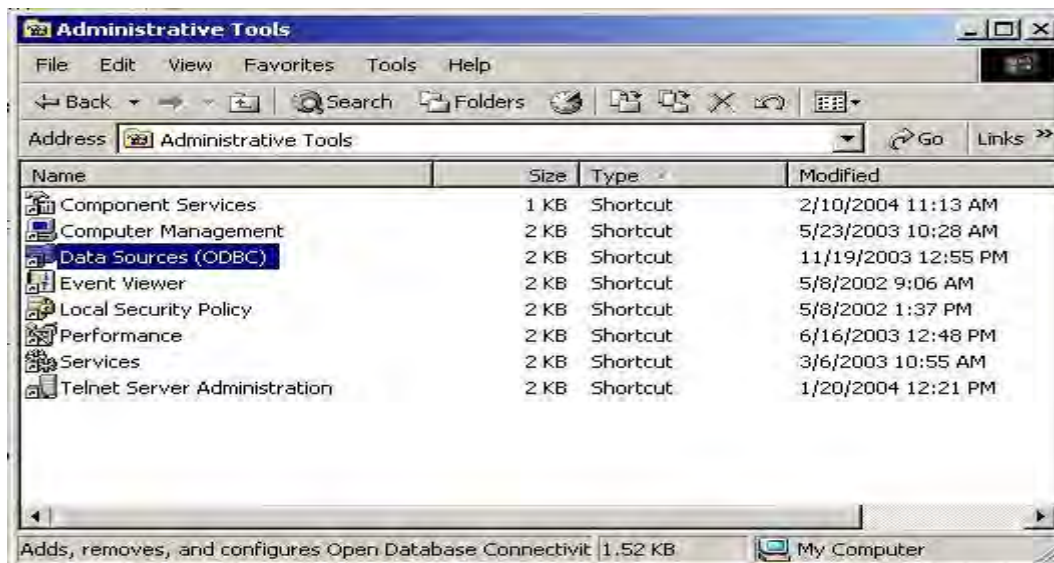 Administrative Tools
File Edit View Favorites Tools Help
Back Search Folders
Address Administrative Tools Go Links »
Name Size Type Modified
Component Services 1 KB Shortcut 2/10/2004 11:13 AM
Computer Management 2 KB Shortcut 5/23/2003 10:28 AM
Data Sources (ODBC) 2 KB Shortcut 11/19/2003 12:55 PM
Event Viewer 2 KB Shortcut 5/8/2002 9:06 AM
Local Security Policy 2 KB Shortcut 5/8/2002 1:37 PM
Performance 2 KB Shortcut 6/16/2003 12:48 PM
Services 2 KB Shortcut 3/6/2003 10:55 AM
Telnet Server Administration 2 KB Shortcut 1/20/2004 12:21 PM
Adds, removes, and configures Open Database Connectivit 1.52 KB My Computer